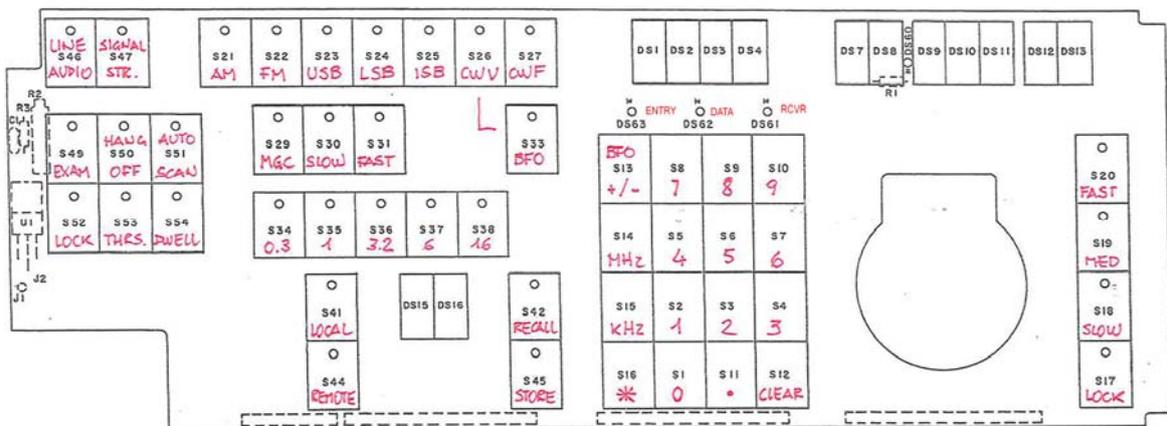 LINE SIGNAL
S46 S47
AUDIO STR.
S21 S22 S23 S24 S25 S26 S27
AM FM USB LSB ISB CWV CWF
DS1 DS2 DS3 DS4
DS7 DS8 DS60 DS9 DS10 DS11 DS12 DS13
R1
R2
R3
C1
HANG AUTO
S49 S50 S51
EXAM OFF SCAN
S29 S30 S31
MGC SLOW FAST
L
S33
BFO
ENTRY DATA RCVR
DS63 DS62 DS61
BFO
S13 S8 S9 S10
+/- 7 8 9
S20
FAST
U1
S52 S53 S54
LOCK THRS. DWELL
S34 S35 S36 S37 S38
0.3 1 3.2 6 16
S14 S5 S6 S7
MHz 4 5 6
S19
MED
J2
J1
S41
LOCAL
DS15 DS16
S42
RECALL
S15 S2 S3 S4
KHz 1 2 3
S18
SLOW
S44
REMOTE
S45
STORE
S16 S1 S11 S12
* 0 . CLEAR
S17
LOCK